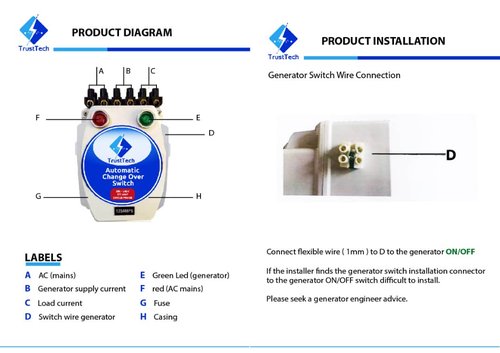 TrustTech
PRODUCT DIAGRAM
A B C
F E
D
TrustTech
Automatic
Change Over
Switch
G H
125AMPS
LABELS
A AC (mains)
B Generator supply current
C Load current
D Switch wire generator
E Green Led (generator)
F red (AC mains)
G Fuse
H Casing
TrustTech
PRODUCT INSTALLATION
Generator Switch Wire Connection
D
Connect flexible wire ( 1mm ) to D to the generator ON/OFF
If the installer finds the generator switch installation connector
to the generator ON/OFF switch difficult to install.
Please seek a generator engineer advice.